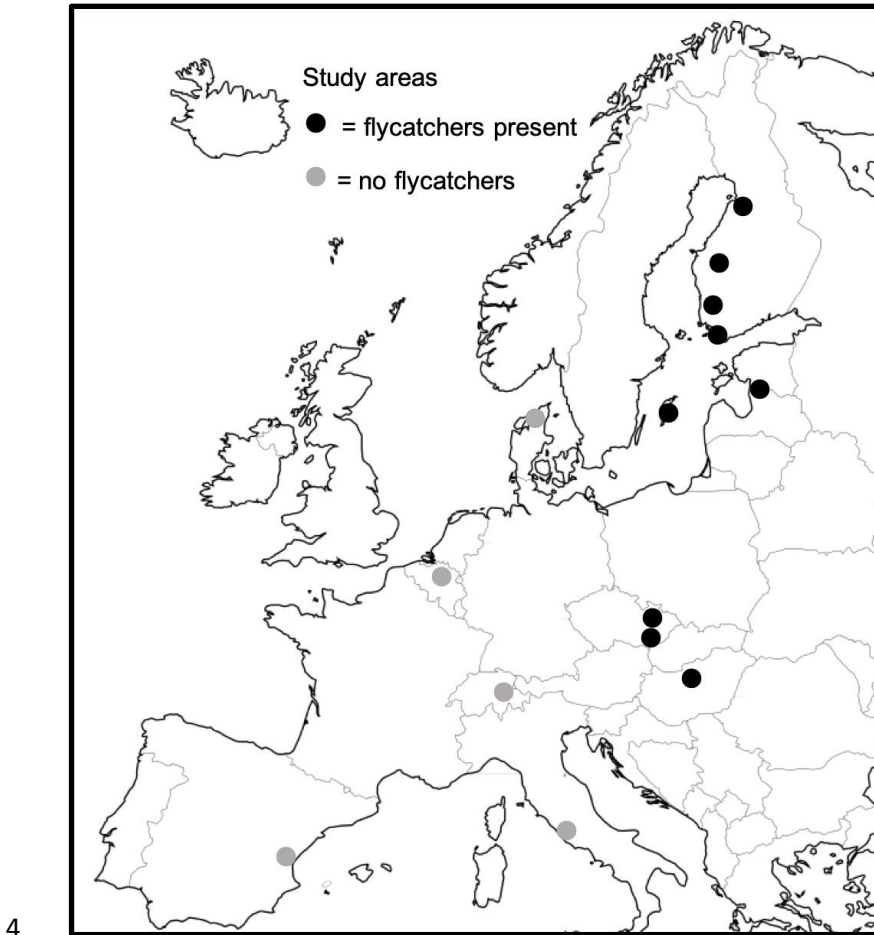 Study areas
= flycatchers present
= no flycatchers
4